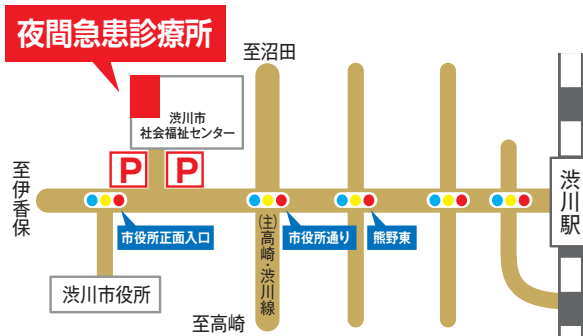 夜間急患診療所
至沼田
渋川市
社会福祉センター
P
P
至伊香保
渋川駅
市役所正面入口
市役所通り
熊野東
(主)高崎・渋川線
渋川市役所
至高崎